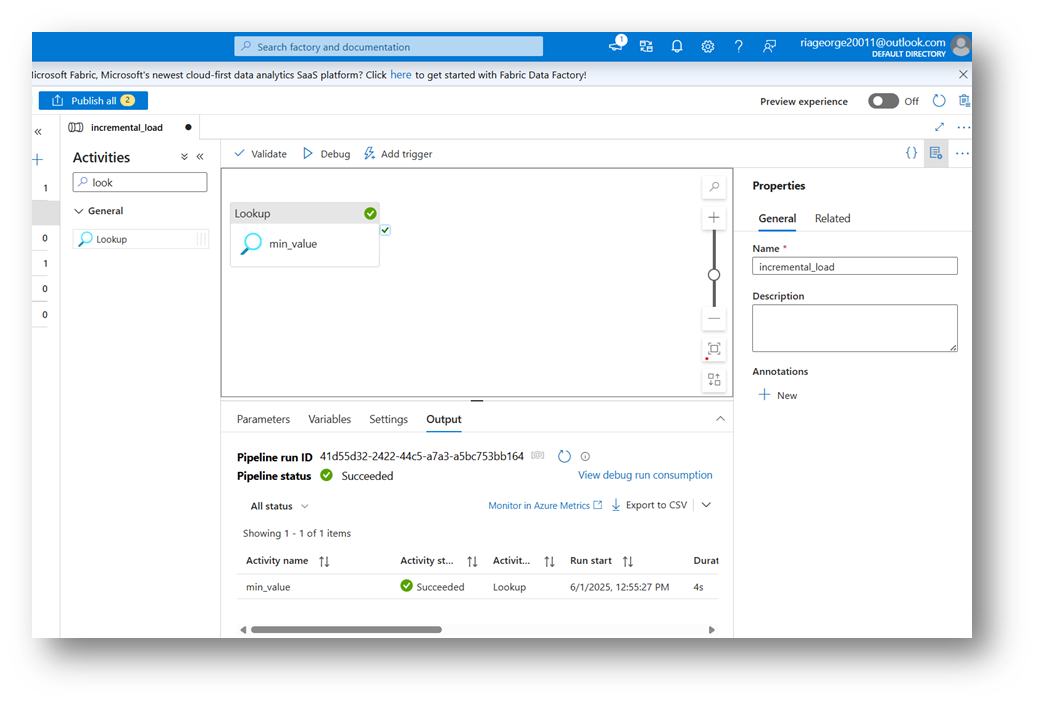 Search factory and documentation
1
riageorge20011@outlook.com
DEFAULT DIRECTORY
licrosoft Fabric, Microsoft's newest cloud-first data analytics SaaS platform? Click here to get started with Fabric Data Factory!
Publish all 2
Preview experience Off
incremental_load
Activities
Validate Debug Add trigger
{}
look
General
Lookup
1
0
1
0
0
Lookup
min_value
Properties
General Related
Name *
incremental_load
Description
Annotations
New
Parameters Variables Settings Output
Pipeline run ID 41d55d32-2422-44c5-a7a3-a5bc753bb164
Pipeline status Succeeded
View debug run consumption
All status
Monitor in Azure Metrics Export to CSV
Showing 1 - 1 of 1 items
Activity name Activity st... Activit... Run start Durat
min_value Succeeded Lookup 6/1/2025, 12:55:27 PM 4s